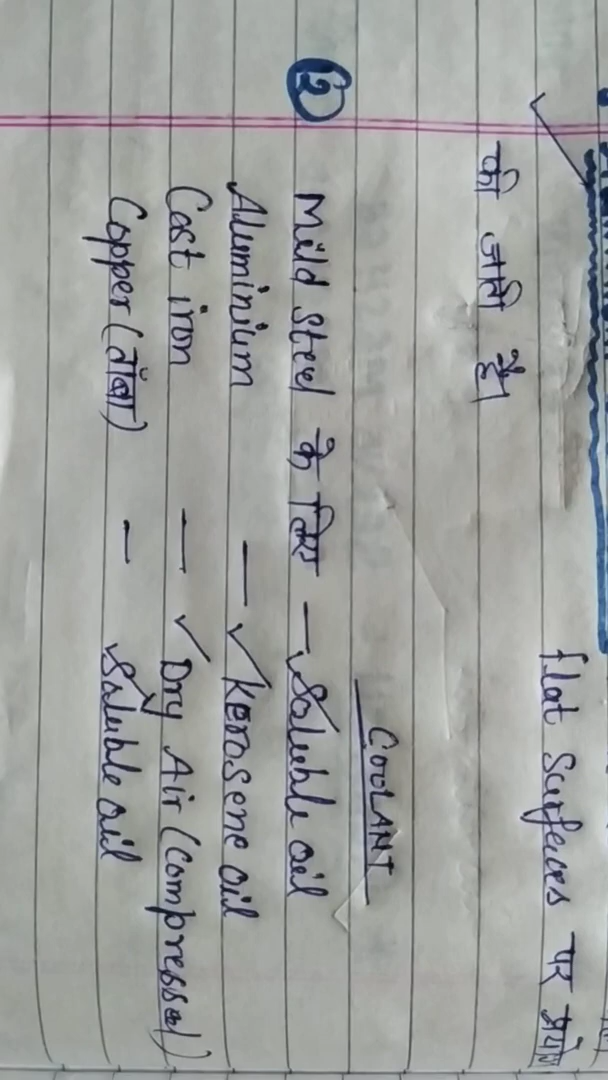 flat Surfaces पर
की जाती है।
COOLANT
② Mild steel के लिए – Soluble oil
Aluminium – ✓ Kerosene oil
Cast iron – ✓ Dry Air (Compressed)
Copper (ताँबा) – Soluble oil